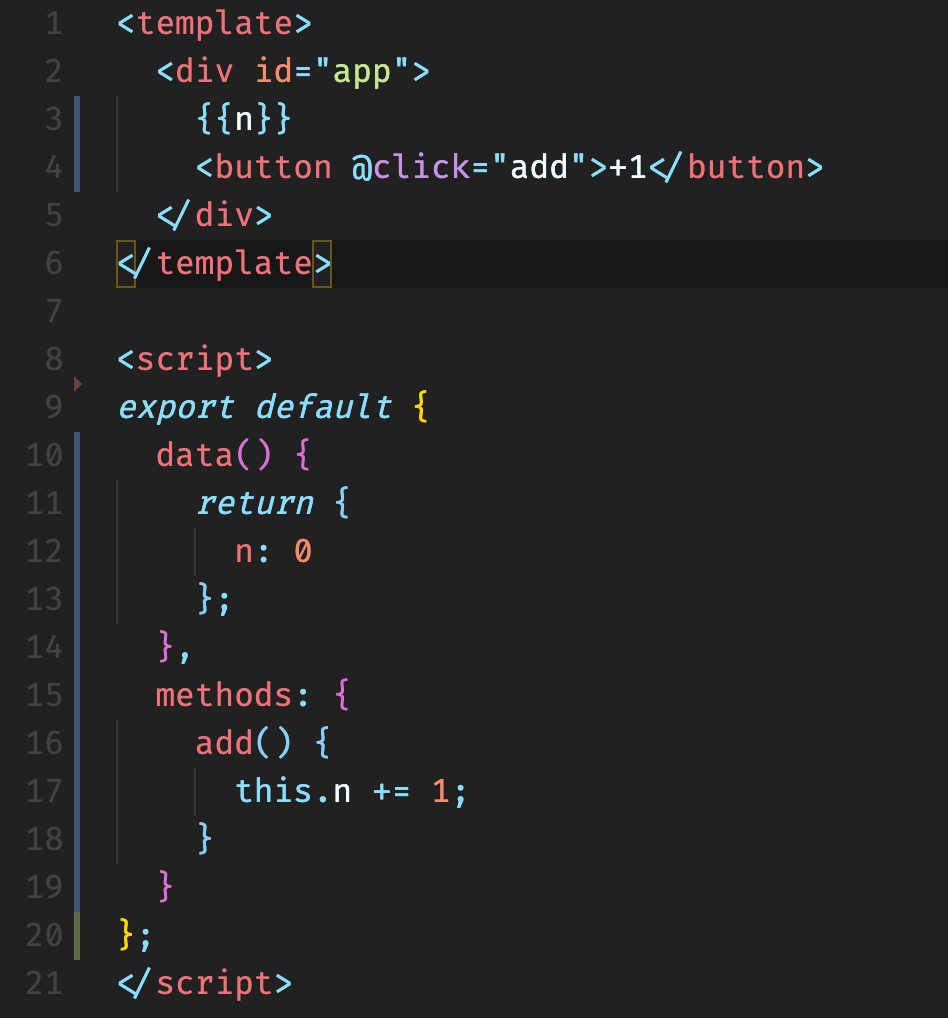 1 <template>
2   <div id="app">
3     {{n}}
4     <button @click="add">+1</button>
5   </div>
6 </template>
7
8 <script>
9 export default {
10   data() {
11     return {
12       n: 0
13     };
14   },
15   methods: {
16     add() {
17       this.n += 1;
18     }
19   }
20 };
21 </script>